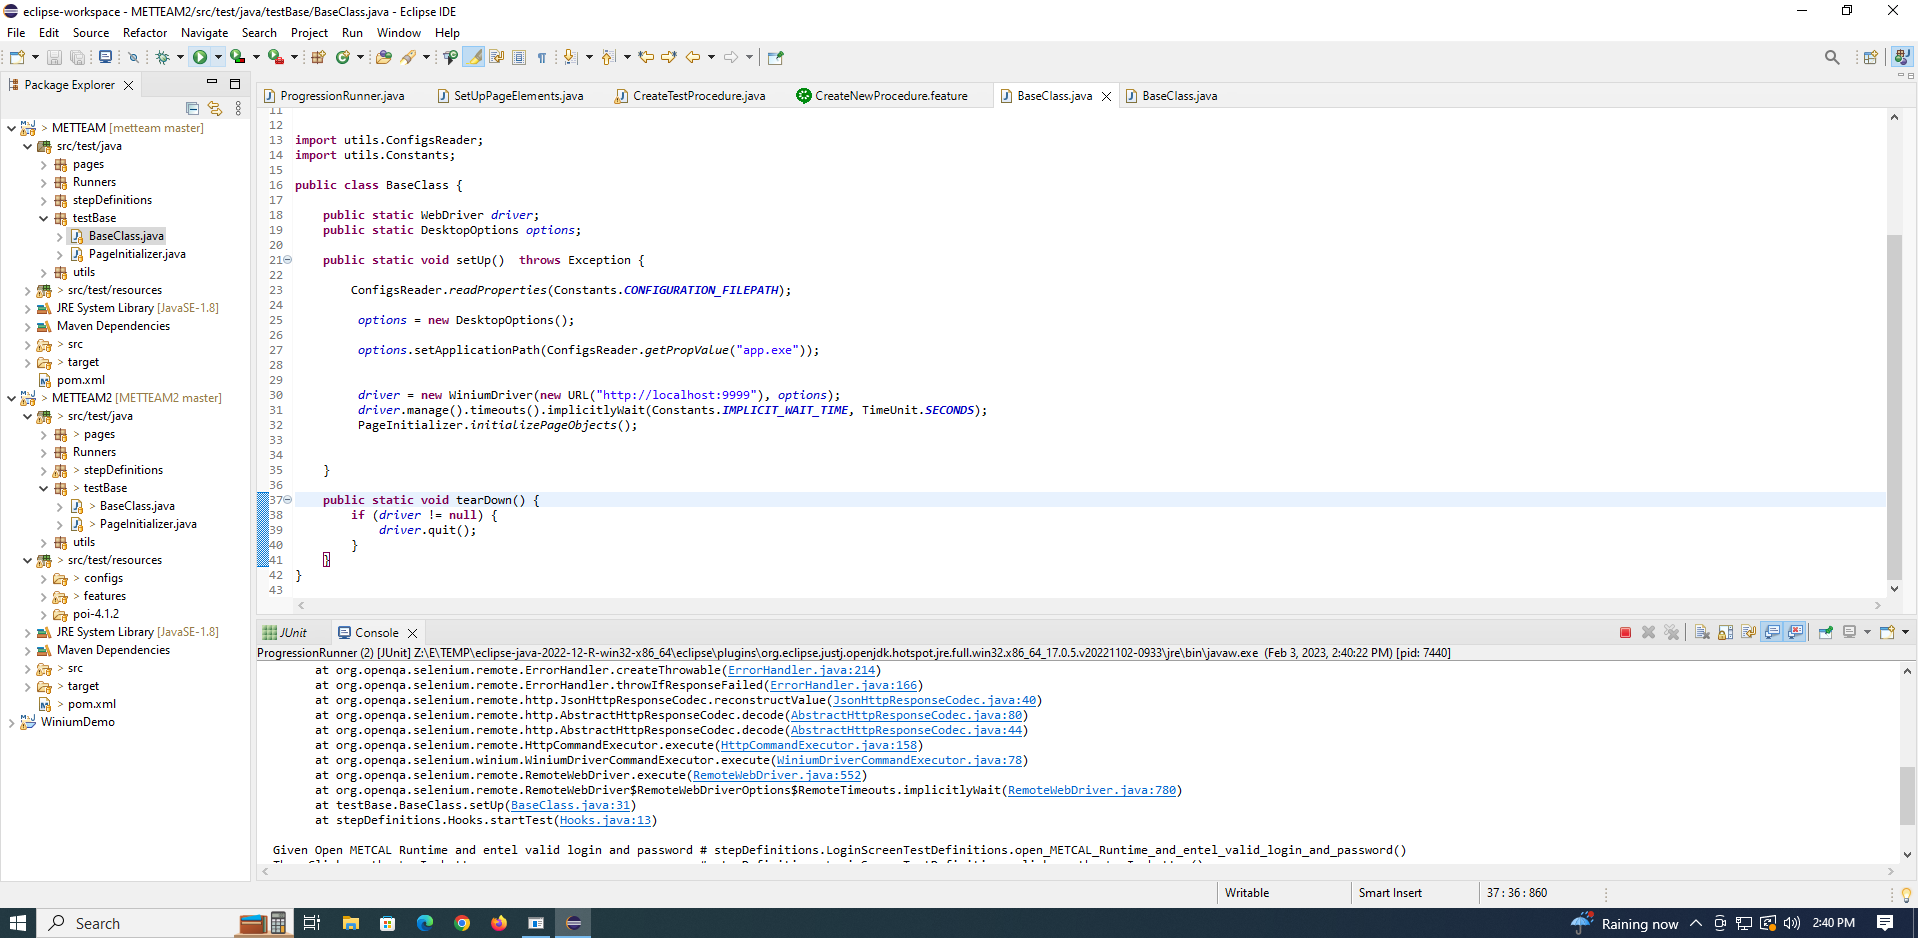 eclipse-workspace - METTEAM2/src/test/java/testBase/BaseClass.java - Eclipse IDE
File Edit Source Refactor Navigate Search Project Run Window Help
Package Explorer
> METTEAM [metteam master]
src/test/java
pages
Runners
stepDefinitions
testBase
BaseClass.java
PageInitializer.java
utils
> src/test/resources
JRE System Library [JavaSE-1.8]
Maven Dependencies
> src
> target
pom.xml
> METTEAM2 [METTEAM2 master]
> src/test/java
> pages
Runners
> stepDefinitions
> testBase
> BaseClass.java
> PageInitializer.java
utils
> src/test/resources
> configs
> features
poi-4.1.2
JRE System Library [JavaSE-1.8]
Maven Dependencies
> src
> target
> pom.xml
WiniumDemo
ProgressionRunner.java SetUpPageElements.java CreateTestProcedure.java CreateNewProcedure.feature BaseClass.java BaseClass.java
11
12
13 import utils.ConfigsReader;
14 import utils.Constants;
15
16 public class BaseClass {
17
18 public static WebDriver driver;
19 public static DesktopOptions options;
20
21 public static void setUp()  throws Exception {
22
23 ConfigsReader.readProperties(Constants.CONFIGURATION_FILEPATH);
24
25 options = new DesktopOptions();
26
27 options.setApplicationPath(ConfigsReader.getPropValue("app.exe"));
28
29
30 driver = new WiniumDriver(new URL("http://localhost:9999"), options);
31 driver.manage().timeouts().implicitlyWait(Constants.IMPLICIT_WAIT_TIME, TimeUnit.SECONDS);
32 PageInitializer.initializePageObjects();
33
34
35 }
36
37 public static void tearDown() {
38 if (driver != null) {
39 driver.quit();
40 }
41 }
42 }
43
JUnit Console
ProgressionRunner (2) [JUnit] Z:\E\TEMP\eclipse-java-2022-12-R-win32-x86_64\eclipse\plugins\org.eclipse.justj.openjdk.hotspot.jre.full.win32.x86_64_17.0.5.v20221102-0933\jre\bin\javaw.exe  (Feb 3, 2023, 2:40:22 PM) [pid: 7440]
at org.openqa.selenium.remote.ErrorHandler.createThrowable(ErrorHandler.java:214)
at org.openqa.selenium.remote.ErrorHandler.throwIfResponseFailed(ErrorHandler.java:166)
at org.openqa.selenium.remote.http.JsonHttpResponseCodec.reconstructValue(JsonHttpResponseCodec.java:40)
at org.openqa.selenium.remote.http.AbstractHttpResponseCodec.decode(AbstractHttpResponseCodec.java:80)
at org.openqa.selenium.remote.http.AbstractHttpResponseCodec.decode(AbstractHttpResponseCodec.java:44)
at org.openqa.selenium.remote.HttpCommandExecutor.execute(HttpCommandExecutor.java:158)
at org.openqa.selenium.winium.WiniumDriverCommandExecutor.execute(WiniumDriverCommandExecutor.java:78)
at org.openqa.selenium.remote.RemoteWebDriver.execute(RemoteWebDriver.java:552)
at org.openqa.selenium.remote.RemoteWebDriver$RemoteWebDriverOptions$RemoteTimeouts.implicitlyWait(RemoteWebDriver.java:780)
at testBase.BaseClass.setUp(BaseClass.java:31)
at stepDefinitions.Hooks.startTest(Hooks.java:13)
Given Open METCAL Runtime and entel valid login and password # stepDefinitions.LoginScreenTestDefinitions.open_METCAL_Runtime_and_entel_valid_login_and_password()
Writable Smart Insert 37 : 36 : 860
Search Raining now 2:40 PM